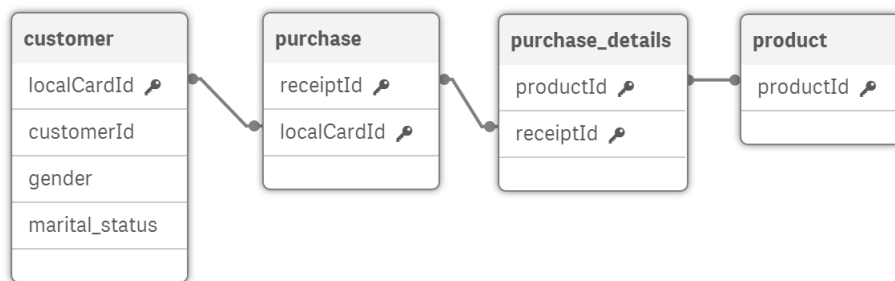 customer
localCardId
customerId
gender
marital_status
purchase
receiptId
localCardId
purchase_details
productId
receiptId
product
productId